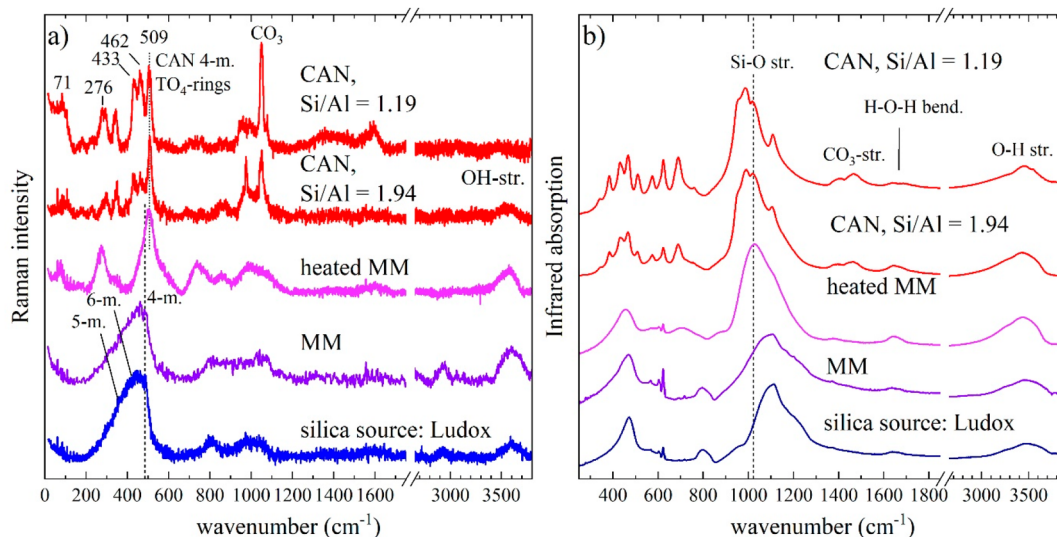 a)
462
509
433
CAN 4-m.
TO₄-rings
CO₃
71
276
CAN,
Si/Al = 1.19
CAN,
Si/Al = 1.94
OH-str.
heated MM
6-m.
4-m.
5-m.
MM
silica source: Ludox
Raman intensity
0 200 400 600 800 1000 1200 1400 1600 3000 3500
wavenumber (cm⁻¹)
b)
Si-O str.
CAN, Si/Al = 1.19
H-O-H bend.
CO₃-str.
O-H str.
CAN, Si/Al = 1.94
heated MM
MM
silica source: Ludox
Infrared absorption
400 600 800 1000 1200 1400 1600 1800 3000 3500
wavenumber (cm⁻¹)